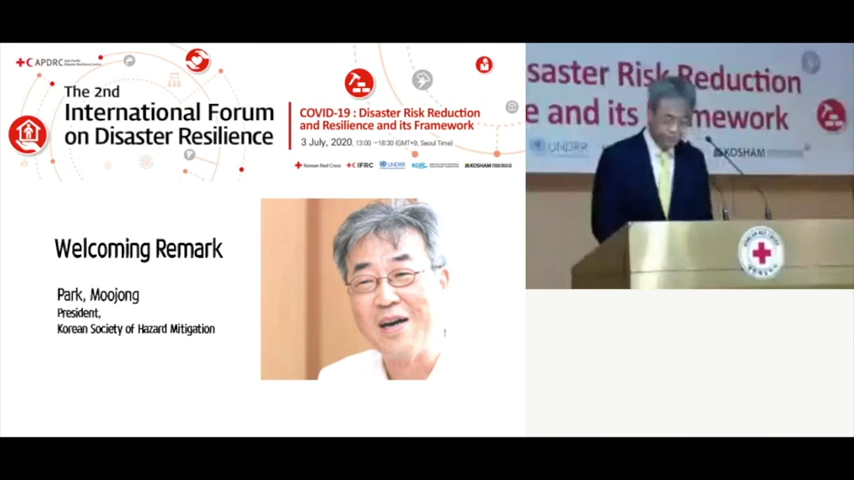 APDRC
The 2nd
International Forum
on Disaster Resilience
COVID-19 : Disaster Risk Reduction
and Resilience and its Framework
3 July, 2020, 13:00 ~18:30 (GMT+9, Seoul Time)
Korean Red Cross
IFRC
UNDRR
KOSHAM
Welcoming Remark
Park, Moojong
President,
Korean Society of Hazard Mitigation
saster Risk Reduction
e and its Framework
UNDRR
KOSHAM